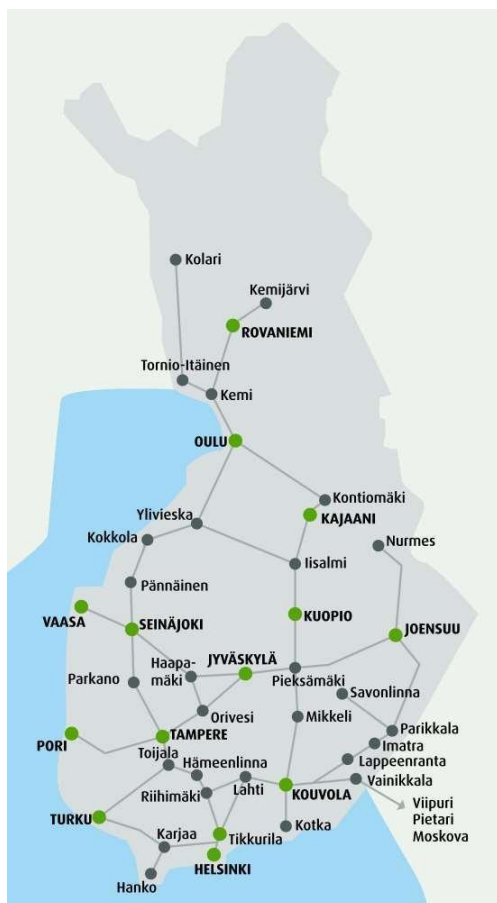 Kolari
Kemijärvi
ROVANIEMI
Tornio-Itäinen
Kemi
OULU
Kontiomäki
KAJAANI
Ylivieska
Kokkola
Nurmes
Iisalmi
Pännäinen
VAASA
SEINÄJOKI
KUOPIO
JOENSUU
Haapa-
mäki
JYVÄSKYLÄ
Parkano
Pieksämäki
Savonlinna
Orivesi
Mikkeli
Parikkala
PORI
TAMPERE
Imatra
Toijala
Hämeenlinna
Lappeenranta
Vainikkala
Riihimäki
Lahti
KOUVOLA
Viipuri
Pietari
Moskova
TURKU
Karjaa
Tikkurila
Kotka
HELSINKI
Hanko